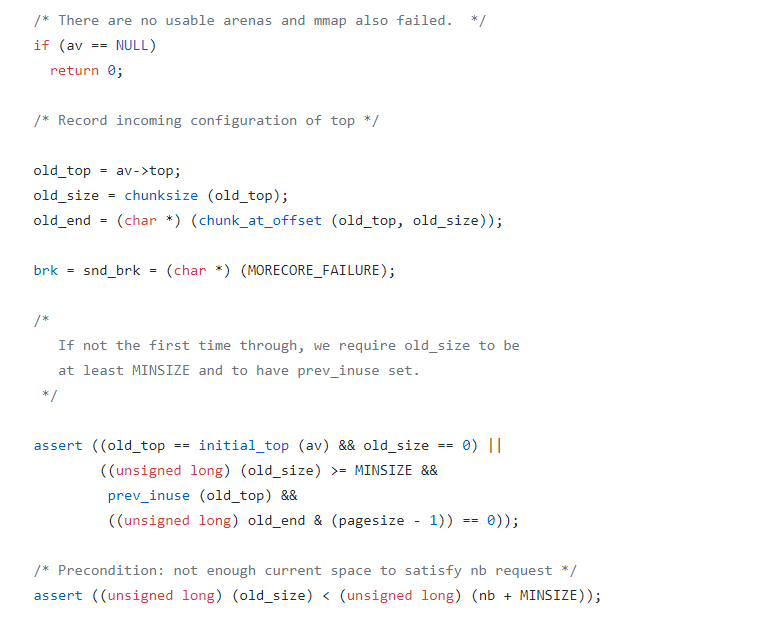 /* There are no usable arenas and mmap also failed.  */
if (av == NULL)
  return 0;

/* Record incoming configuration of top */

old_top = av->top;
old_size = chunksize (old_top);
old_end = (char *) (chunk_at_offset (old_top, old_size));

brk = snd_brk = (char *) (MORECORE_FAILURE);

/*
   If not the first time through, we require old_size to be
   at least MINSIZE and to have prev_inuse set.
 */

assert ((old_top == initial_top (av) && old_size == 0) ||
        ((unsigned long) (old_size) >= MINSIZE &&
         prev_inuse (old_top) &&
         ((unsigned long) old_end & (pagesize - 1)) == 0));

/* Precondition: not enough current space to satisfy nb request */
assert ((unsigned long) (old_size) < (unsigned long) (nb + MINSIZE));